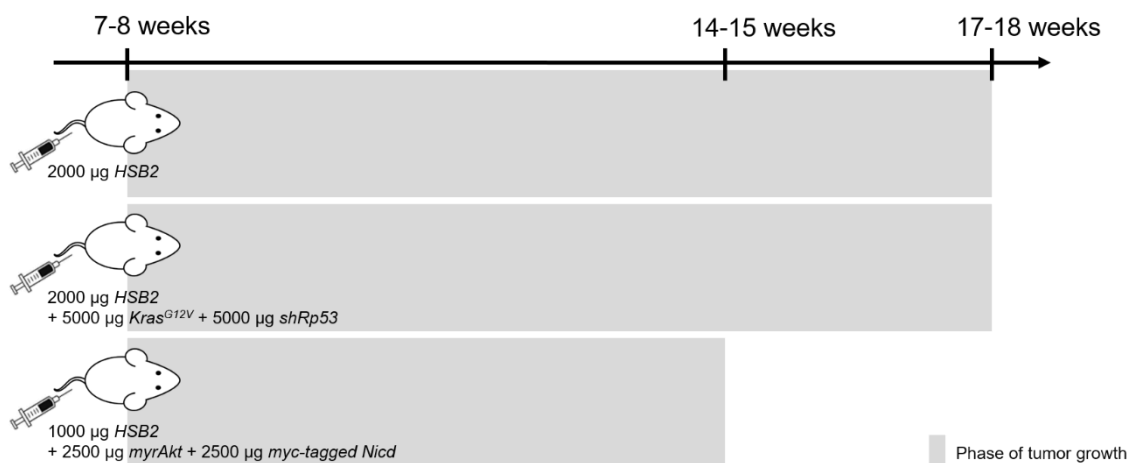 7-8 weeks
14-15 weeks
17-18 weeks
2000 µg HSB2
2000 µg HSB2
+ 5000 µg Kras^G12V + 5000 µg shRp53
1000 µg HSB2
+ 2500 µg myrAkt + 2500 µg myc-tagged Nicd
Phase of tumor growth